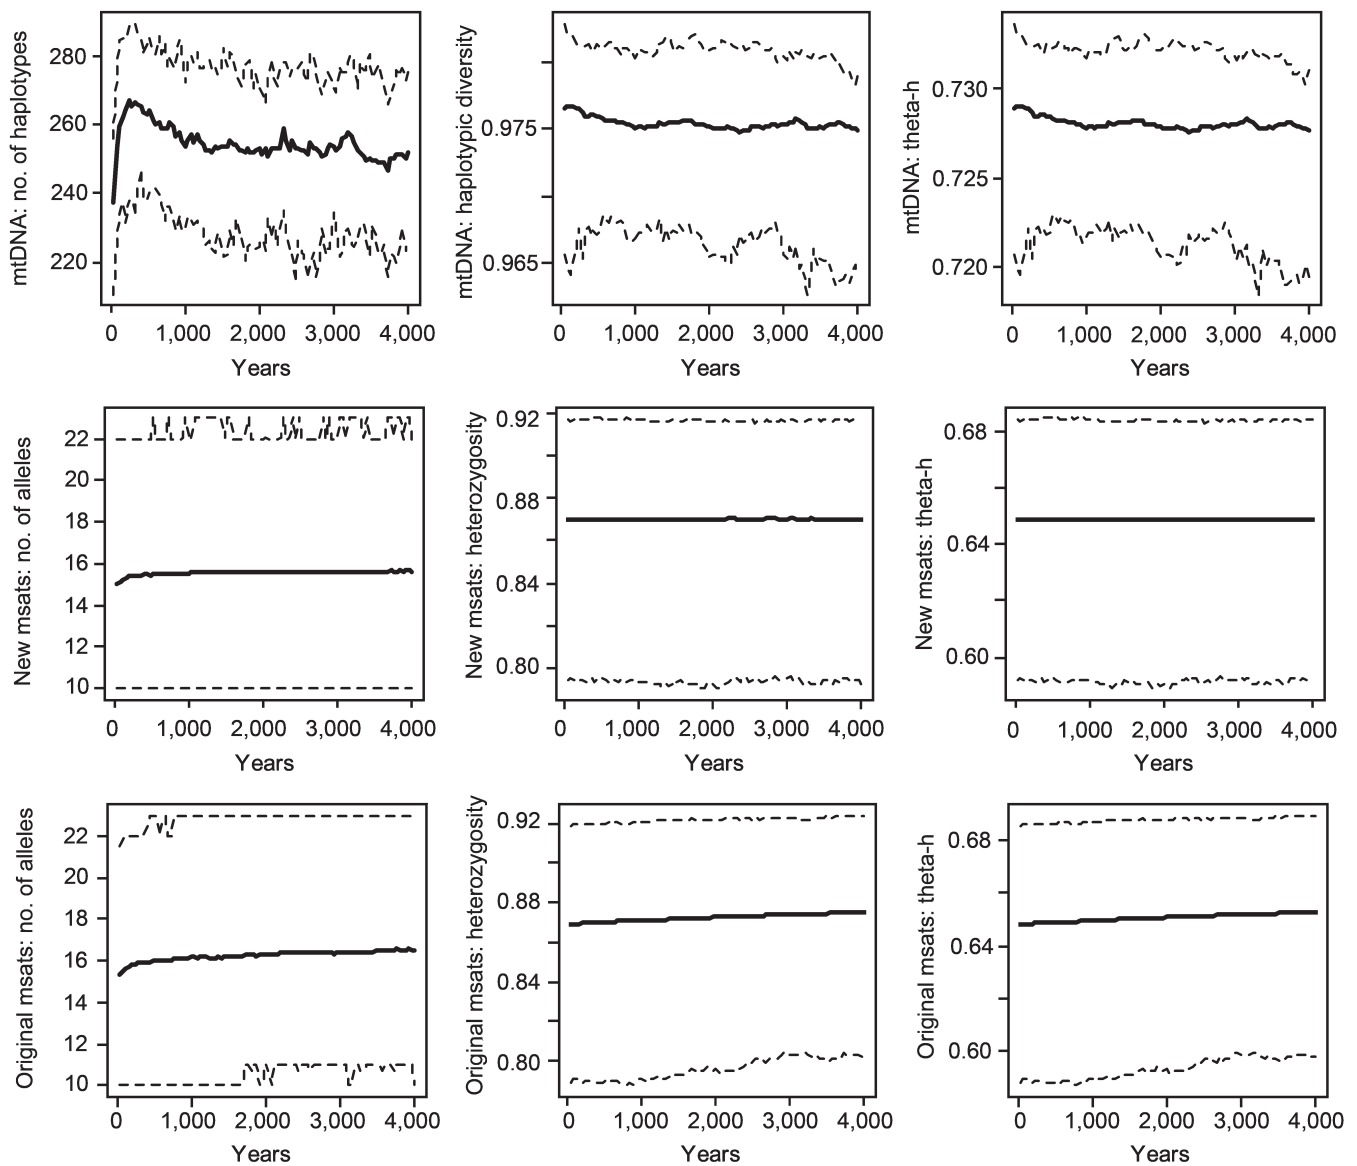 mtDNA: no. of haplotypes
280
260
240
220
0 1,000 2,000 3,000 4,000
Years
mtDNA: haplotypic diversity
0.975
0.965
0 1,000 2,000 3,000 4,000
Years
mtDNA: theta-h
0.730
0.725
0.720
0 1,000 2,000 3,000 4,000
Years
New msats: no. of alleles
22
20
18
16
14
12
10
0 1,000 2,000 3,000 4,000
Years
New msats: heterozygosity
0.92
0.88
0.84
0.80
0 1,000 2,000 3,000 4,000
Years
New msats: theta-h
0.68
0.64
0.60
0 1,000 2,000 3,000 4,000
Years
Original msats: no. of alleles
22
20
18
16
14
12
10
0 1,000 2,000 3,000 4,000
Years
Original msats: heterozygosity
0.92
0.88
0.84
0.80
0 1,000 2,000 3,000 4,000
Years
Original msats: theta-h
0.68
0.64
0.60
0 1,000 2,000 3,000 4,000
Years